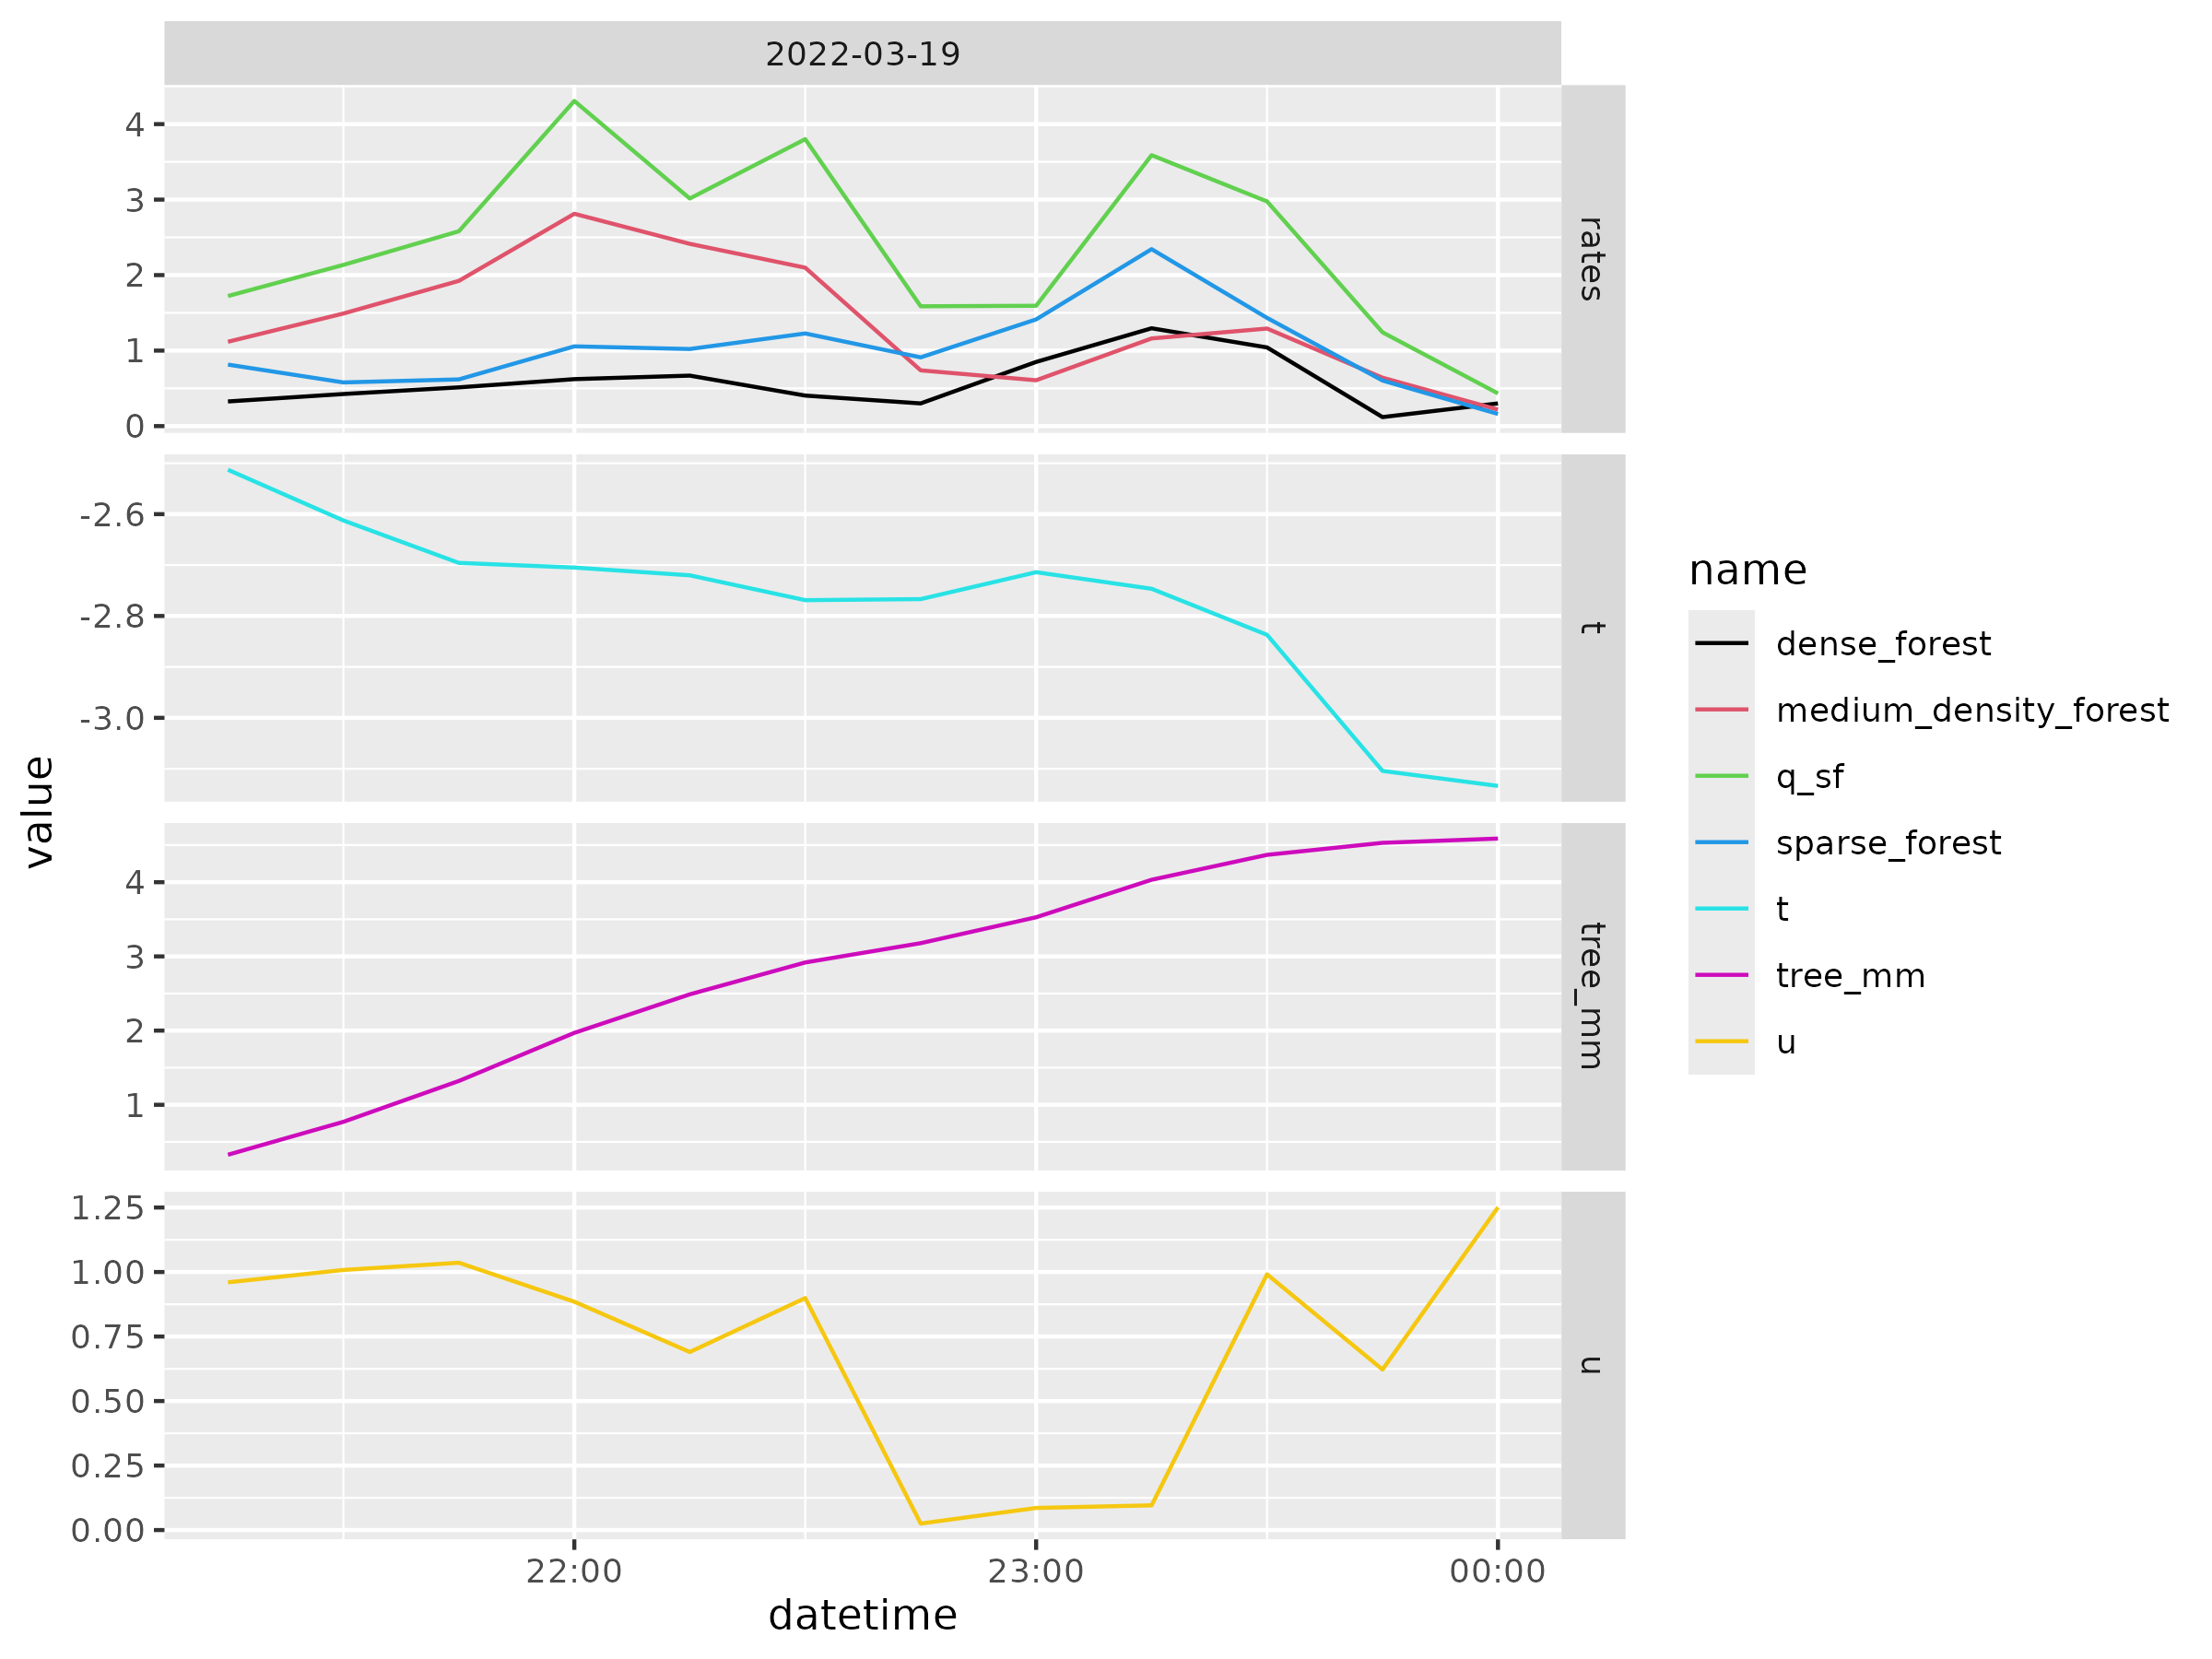 2022-03-19
4
3
2
1
0
rates
-2.6
-2.8
-3.0
t
4
3
2
1
tree_mm
1.25
1.00
0.75
0.50
0.25
0.00
u
22:00 23:00 00:00
datetime
value
name
dense_forest
medium_density_forest
q_sf
sparse_forest
t
tree_mm
u